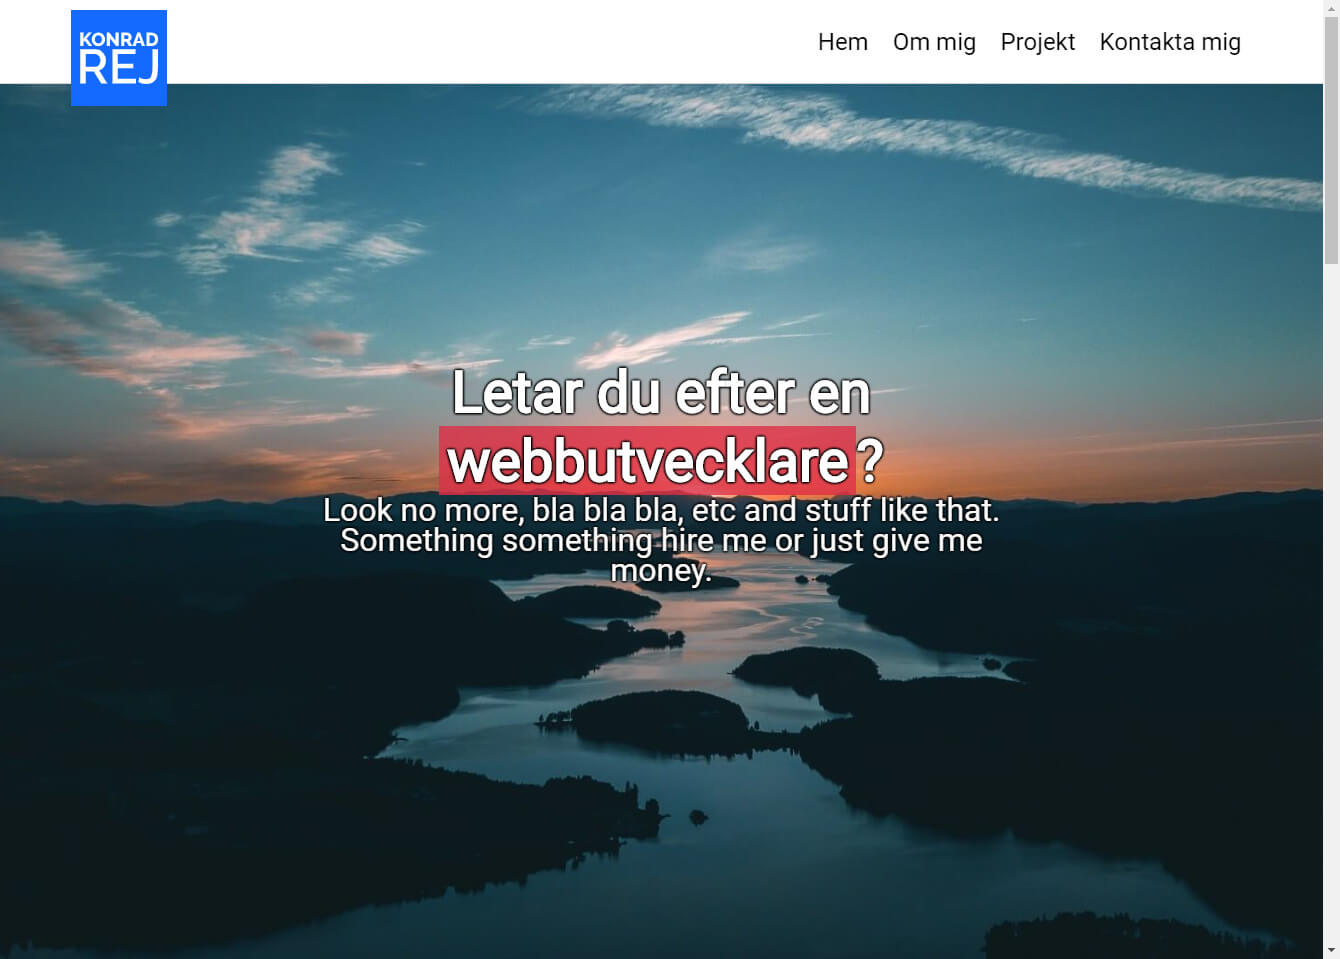 KONRAD
REJ
Hem Om mig Projekt Kontakta mig
Letar du efter en
webbutvecklare?
Look no more, bla bla bla, etc and stuff like that.
Something something hire me or just give me
money.